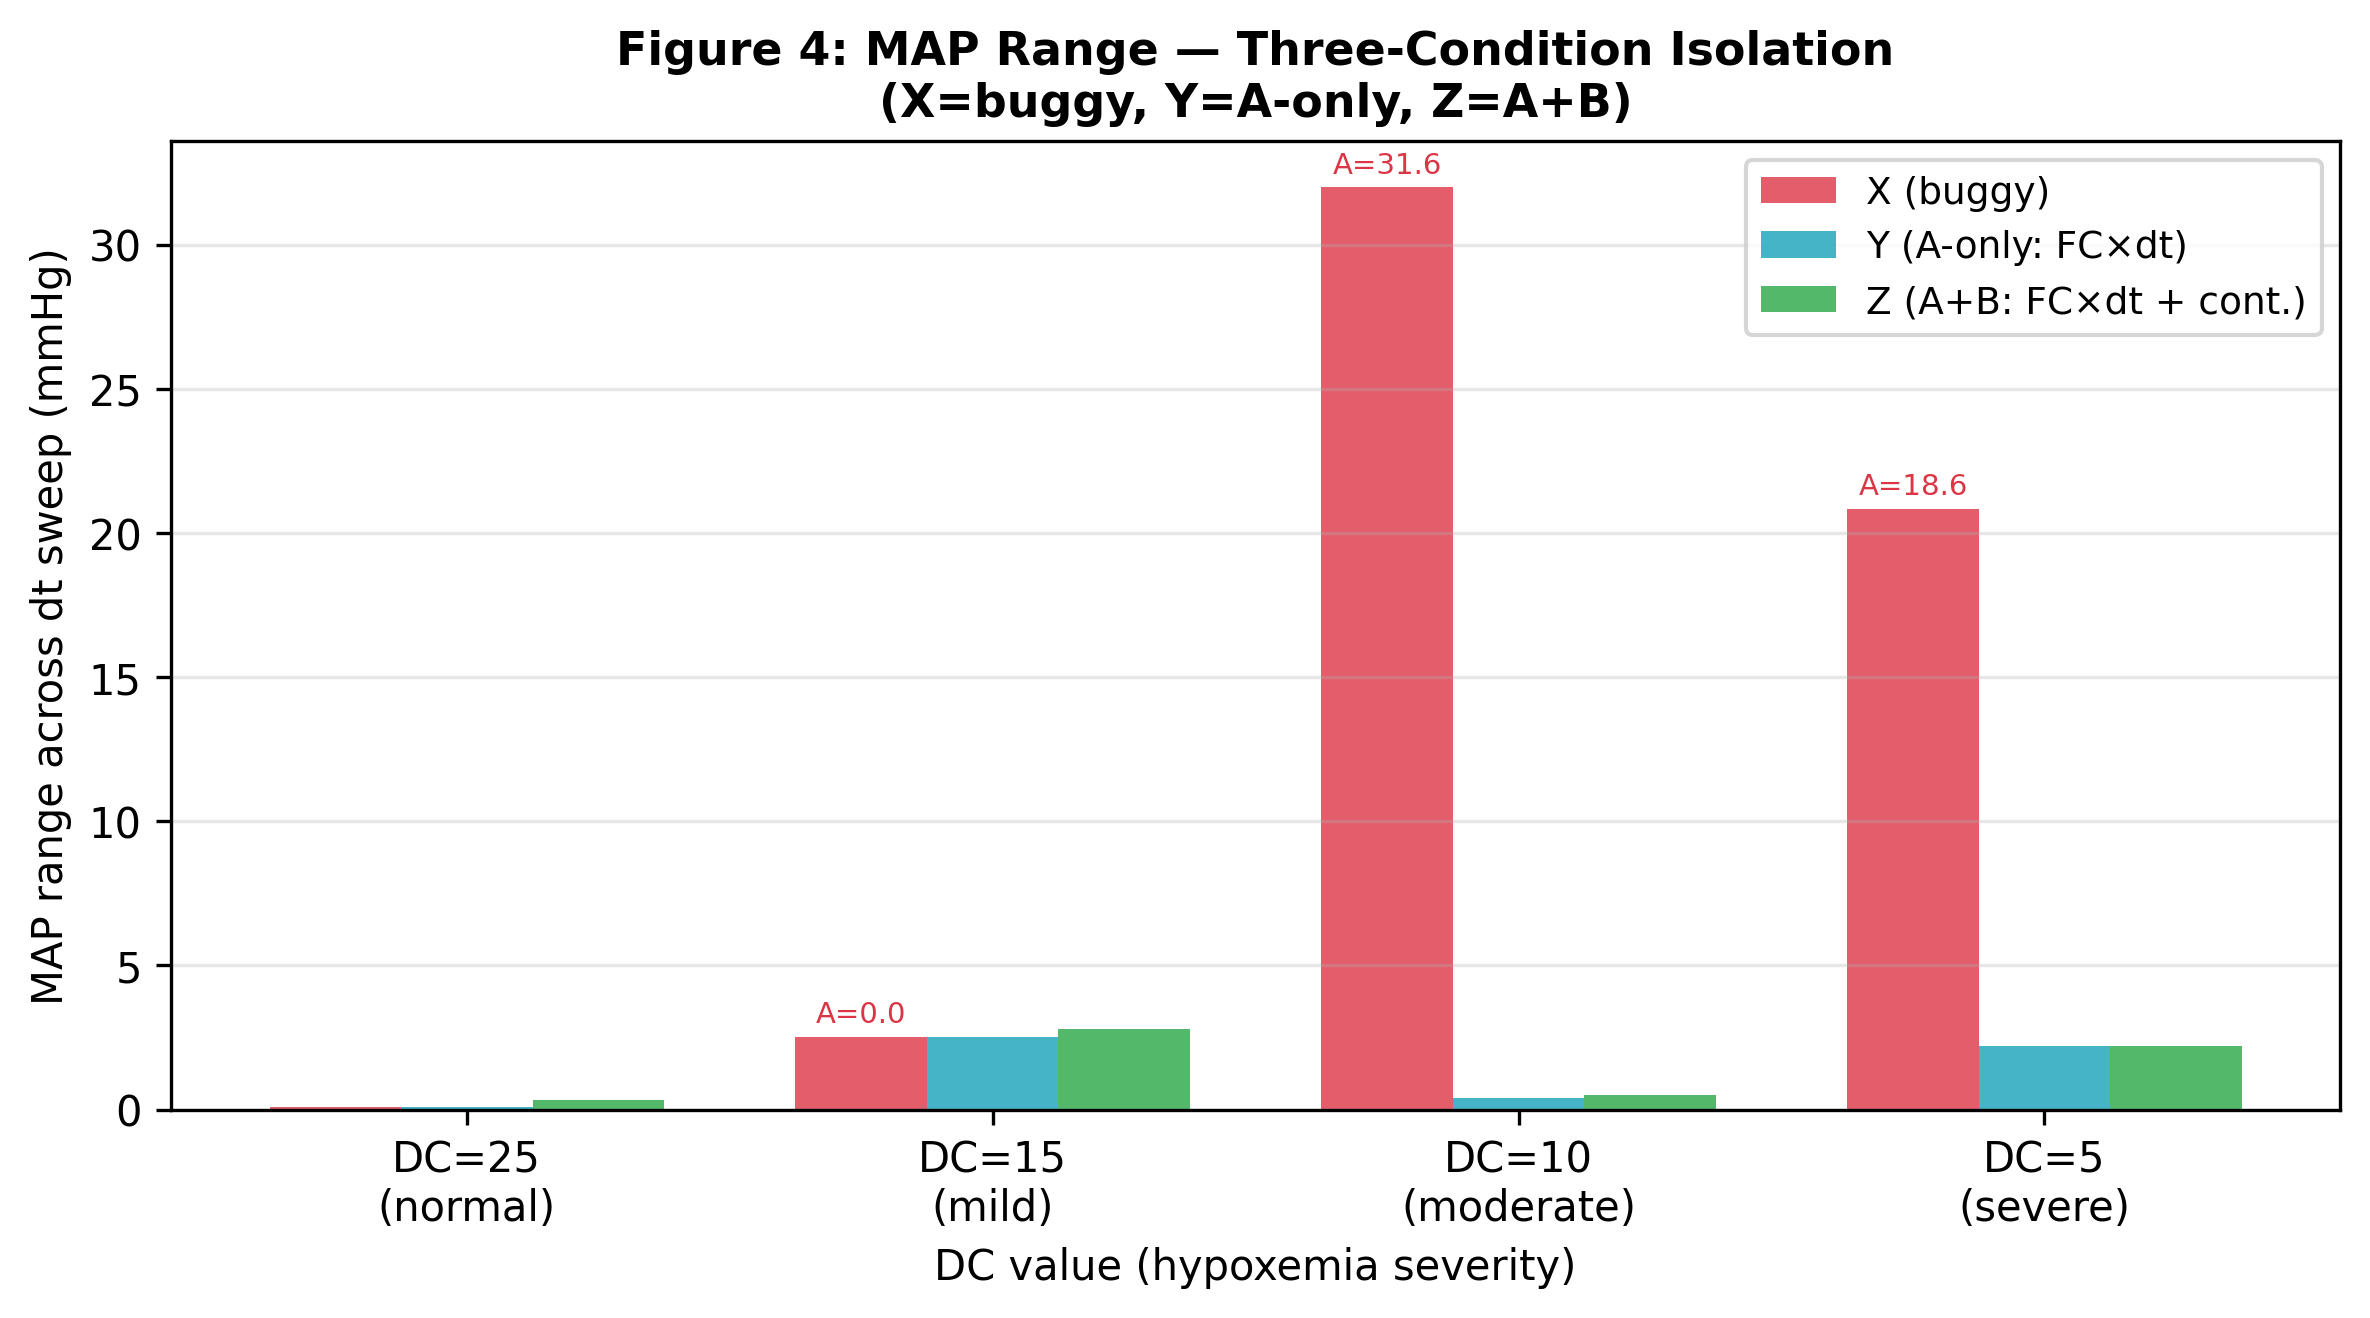 Figure 4: MAP Range — Three-Condition Isolation
(X=buggy, Y=A-only, Z=A+B)
MAP range across dt sweep (mmHg)
30
25
20
15
10
5
0
A=0.0
A=31.6
A=18.6
X (buggy)
Y (A-only: FC×dt)
Z (A+B: FC×dt + cont.)
DC=25
(normal)
DC=15
(mild)
DC=10
(moderate)
DC=5
(severe)
DC value (hypoxemia severity)